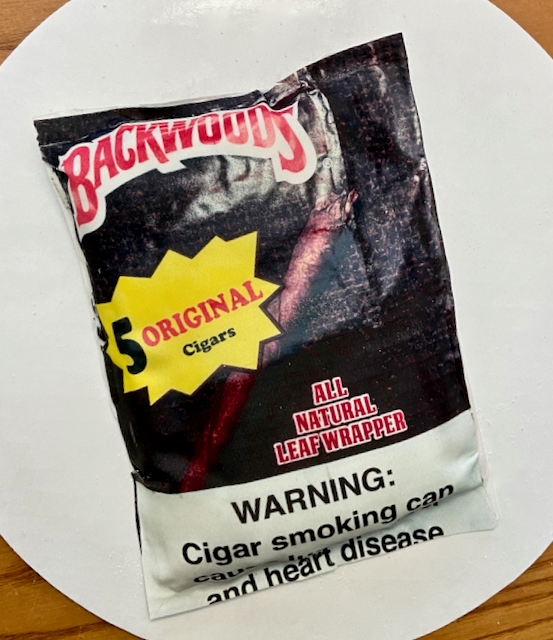 BACKWOODS
5 ORIGINAL
Cigars
ALL
NATURAL
LEAF WRAPPER
WARNING:
Cigar smoking can
and heart disease